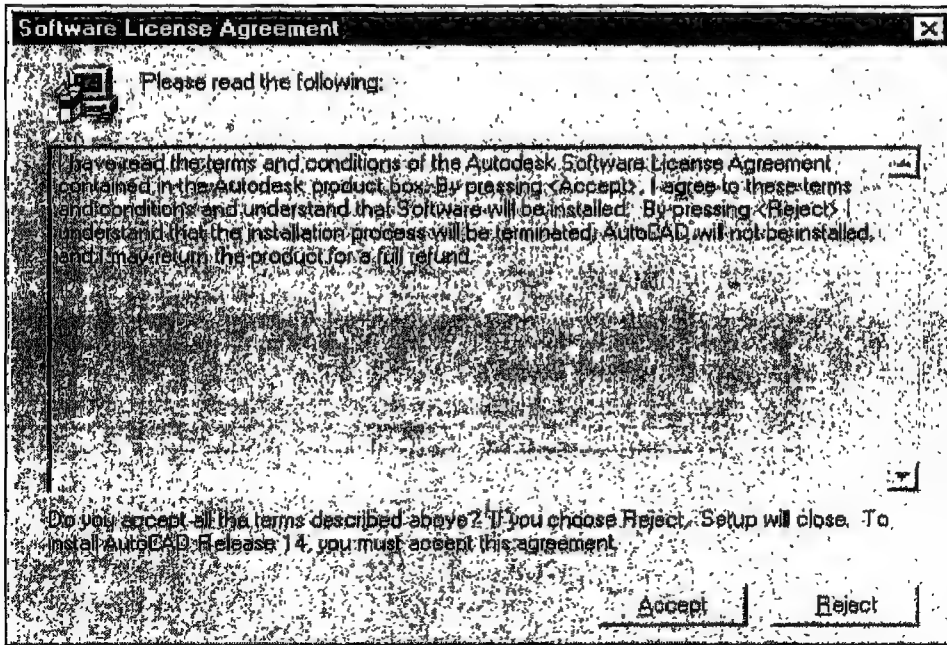 Software License Agreement
Please read the following:
I have read the terms and conditions of the Autodesk Software License Agreement
contained in the Autodesk product box. By pressing <Accept>, I agree to these terms
and conditions and understand that Software will be installed. By pressing <Reject> I
understand that the installation process will be terminated, AutoCAD will not be installed,
and I may return the product for a full refund.
Do you accept all the terms described above? If you choose Reject, Setup will close. To
install AutoCAD Release 14, you must accept this agreement.
Accept
Reject